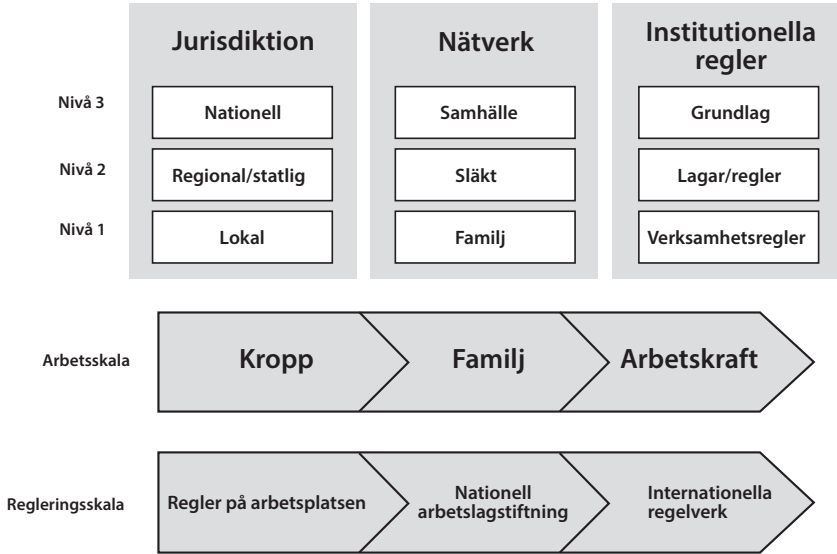 Jurisdiktion
Nätverk
Institutionella
regler
Nivå 3
Nationell
Samhälle
Grundlag
Nivå 2
Regional/statlig
Släkt
Lagar/regler
Nivå 1
Lokal
Familj
Verksamhetsregler
Arbetsskala
Kropp
Familj
Arbetskraft
Regleringsskala
Regler på arbetsplatsen
Nationell
arbetslagstiftning
Internationella
regelverk